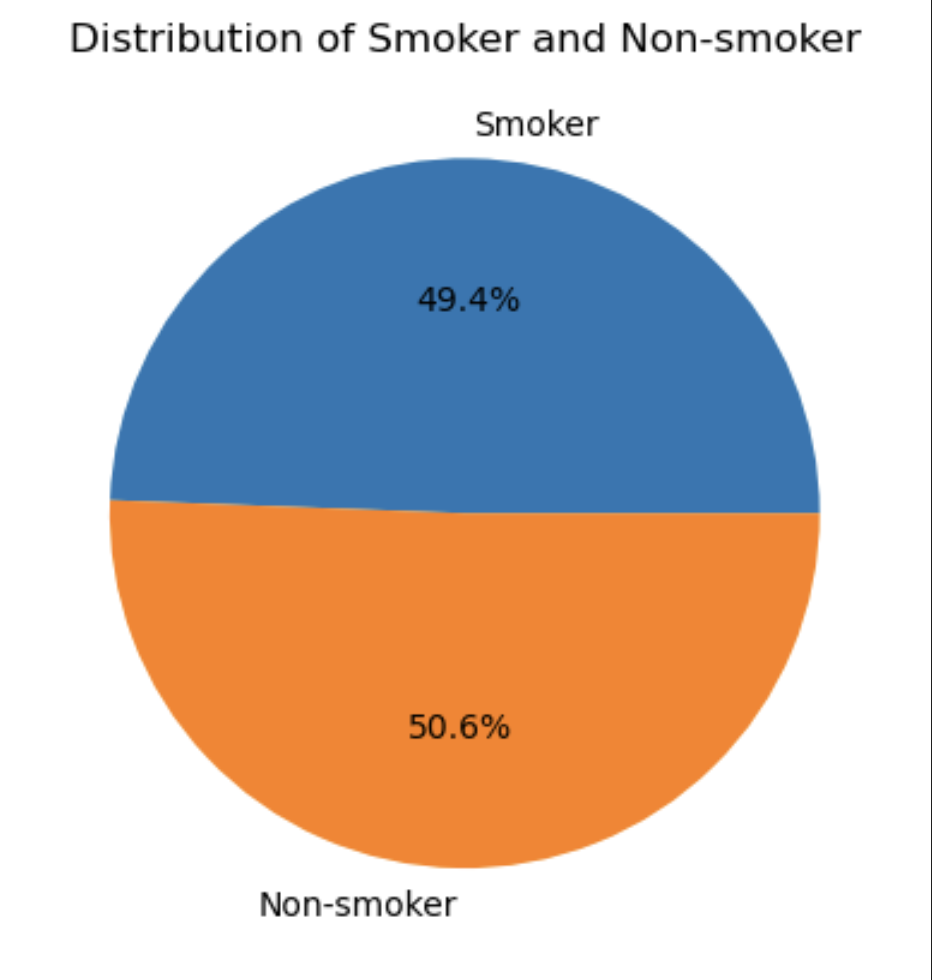 Distribution of Smoker and Non-smoker
Smoker
49.4%
50.6%
Non-smoker